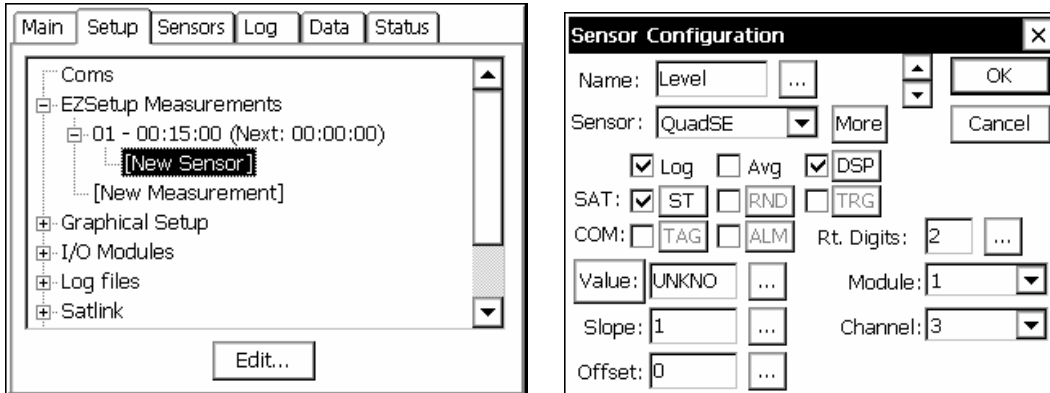 Main Setup Sensors Log Data Status
Coms
EZSetup Measurements
01 - 00:15:00 (Next: 00:00:00)
[New Sensor]
[New Measurement]
Graphical Setup
I/O Modules
Log files
Satlink
Edit...
Sensor Configuration
Name: Level ... OK
Sensor: QuadSE More Cancel
Log Avg DSP
SAT: ST RND TRG
COM: TAG ALM Rt. Digits: 2 ...
Value: UNKNO ... Module: 1
Slope: 1 ... Channel: 3
Offset: 0 ...